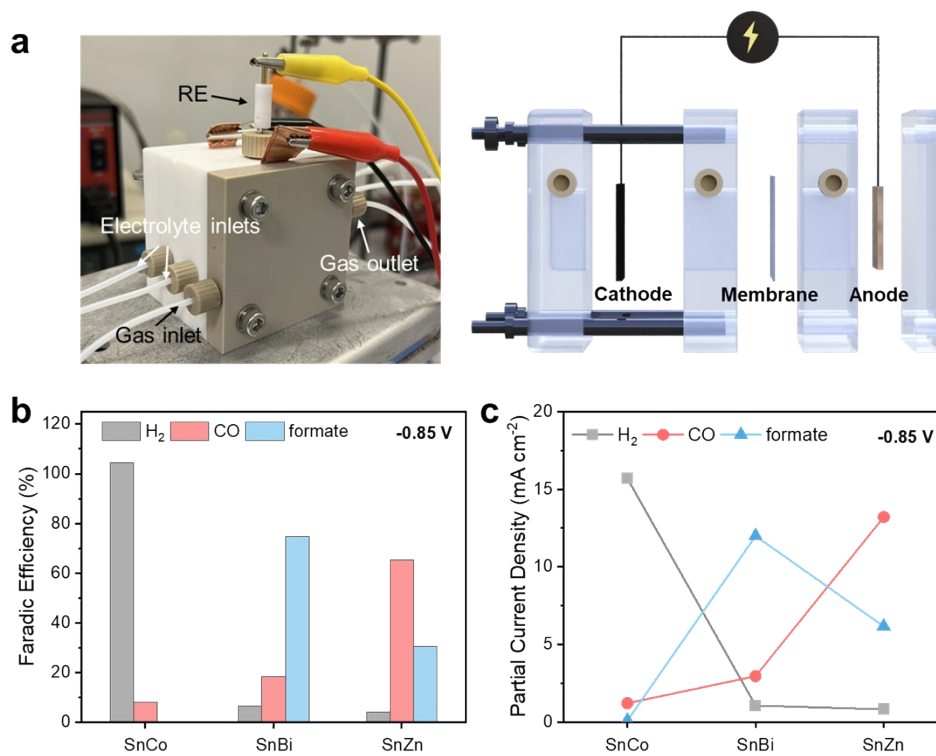 a
RE
Electrolyte inlets
Gas inlet
Gas outlet
Cathode
Membrane
Anode
b
H₂ CO formate -0.85 V
Faradic Efficiency (%)
120
100
80
60
40
20
0
SnCo SnBi SnZn
c
H₂ CO formate -0.85 V
Partial Current Density (mA cm⁻²)
20
15
10
5
0
SnCo SnBi SnZn